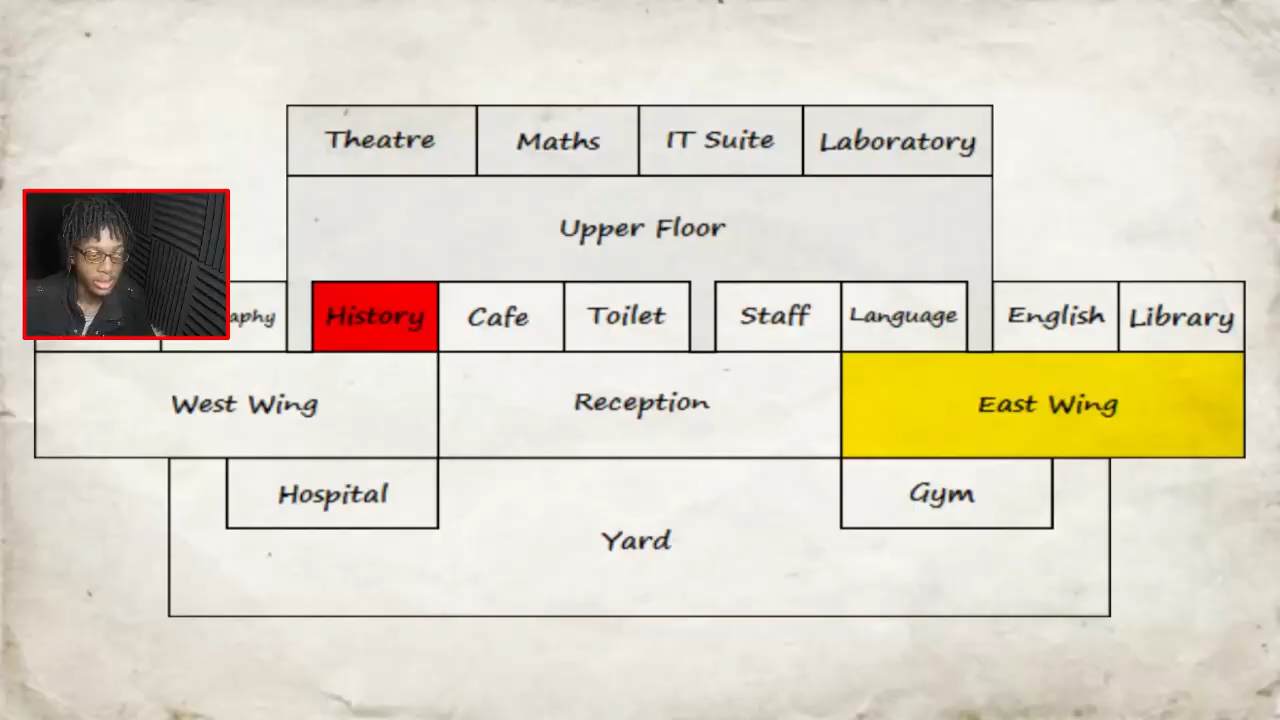 Theatre
Maths
IT Suite
Laboratory
Upper Floor
aphy
History
Cafe
Toilet
Staff
Language
English
Library
West Wing
Reception
East Wing
Hospital
Gym
Yard